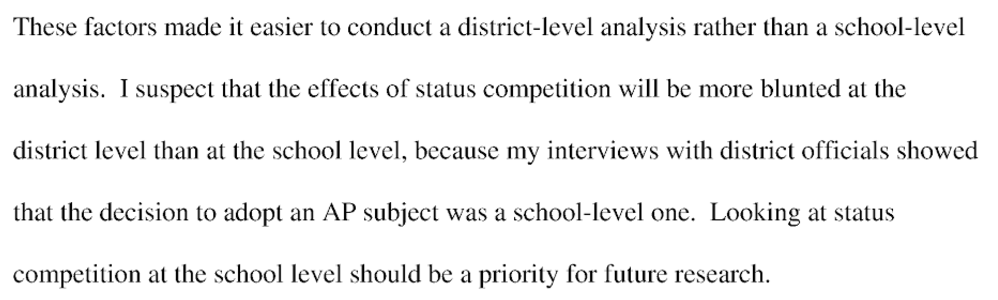 These factors made it easier to conduct a district-level analysis rather than a school-level
analysis.  I suspect that the effects of status competition will be more blunted at the
district level than at the school level, because my interviews with district officials showed
that the decision to adopt an AP subject was a school-level one.  Looking at status
competition at the school level should be a priority for future research.